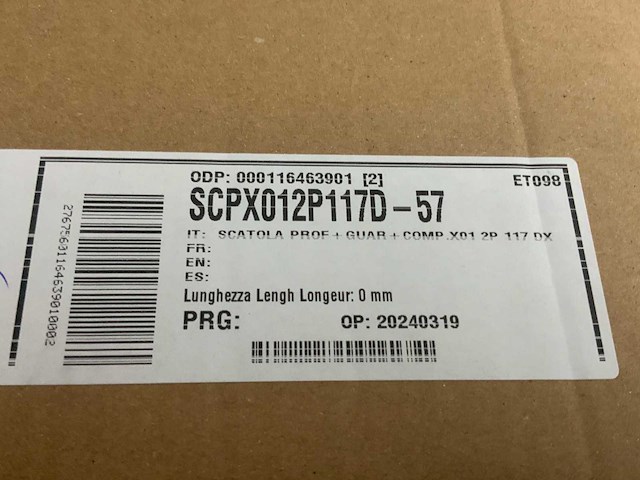 ODP: 000116463901 [2]
ET098
SCPX012P117D-57
IT: SCATOLA PROF+GUAR+COMP.X01 2P 117 DX
FR:
EN:
ES:
Lunghezza Lengh Longeur: 0 mm
PRG: OP: 20240319
27675601164639010002